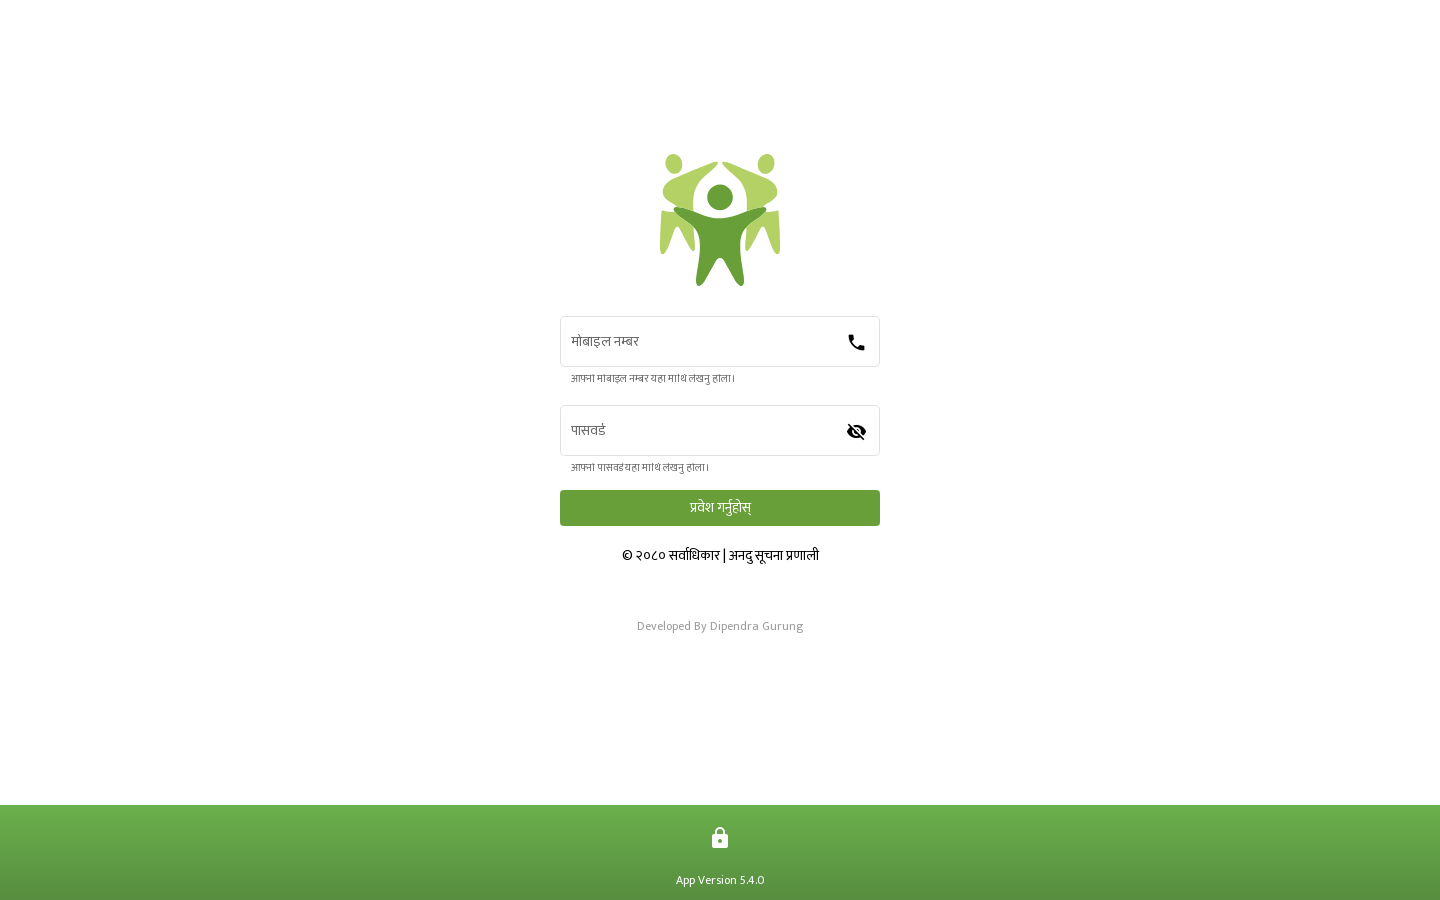 मोबाइल नम्बर
आफ्नो मोबाइल नम्बर यहाँ माथि लेख्नु होला।
पासवर्ड
आफ्नो पासवर्ड यहाँ माथि लेख्नु होला।
प्रवेश गर्नुहोस्
© २०८० सर्वाधिकार | अनदु सूचना प्रणाली
Developed By Dipendra Gurung
App Version 5.4.0